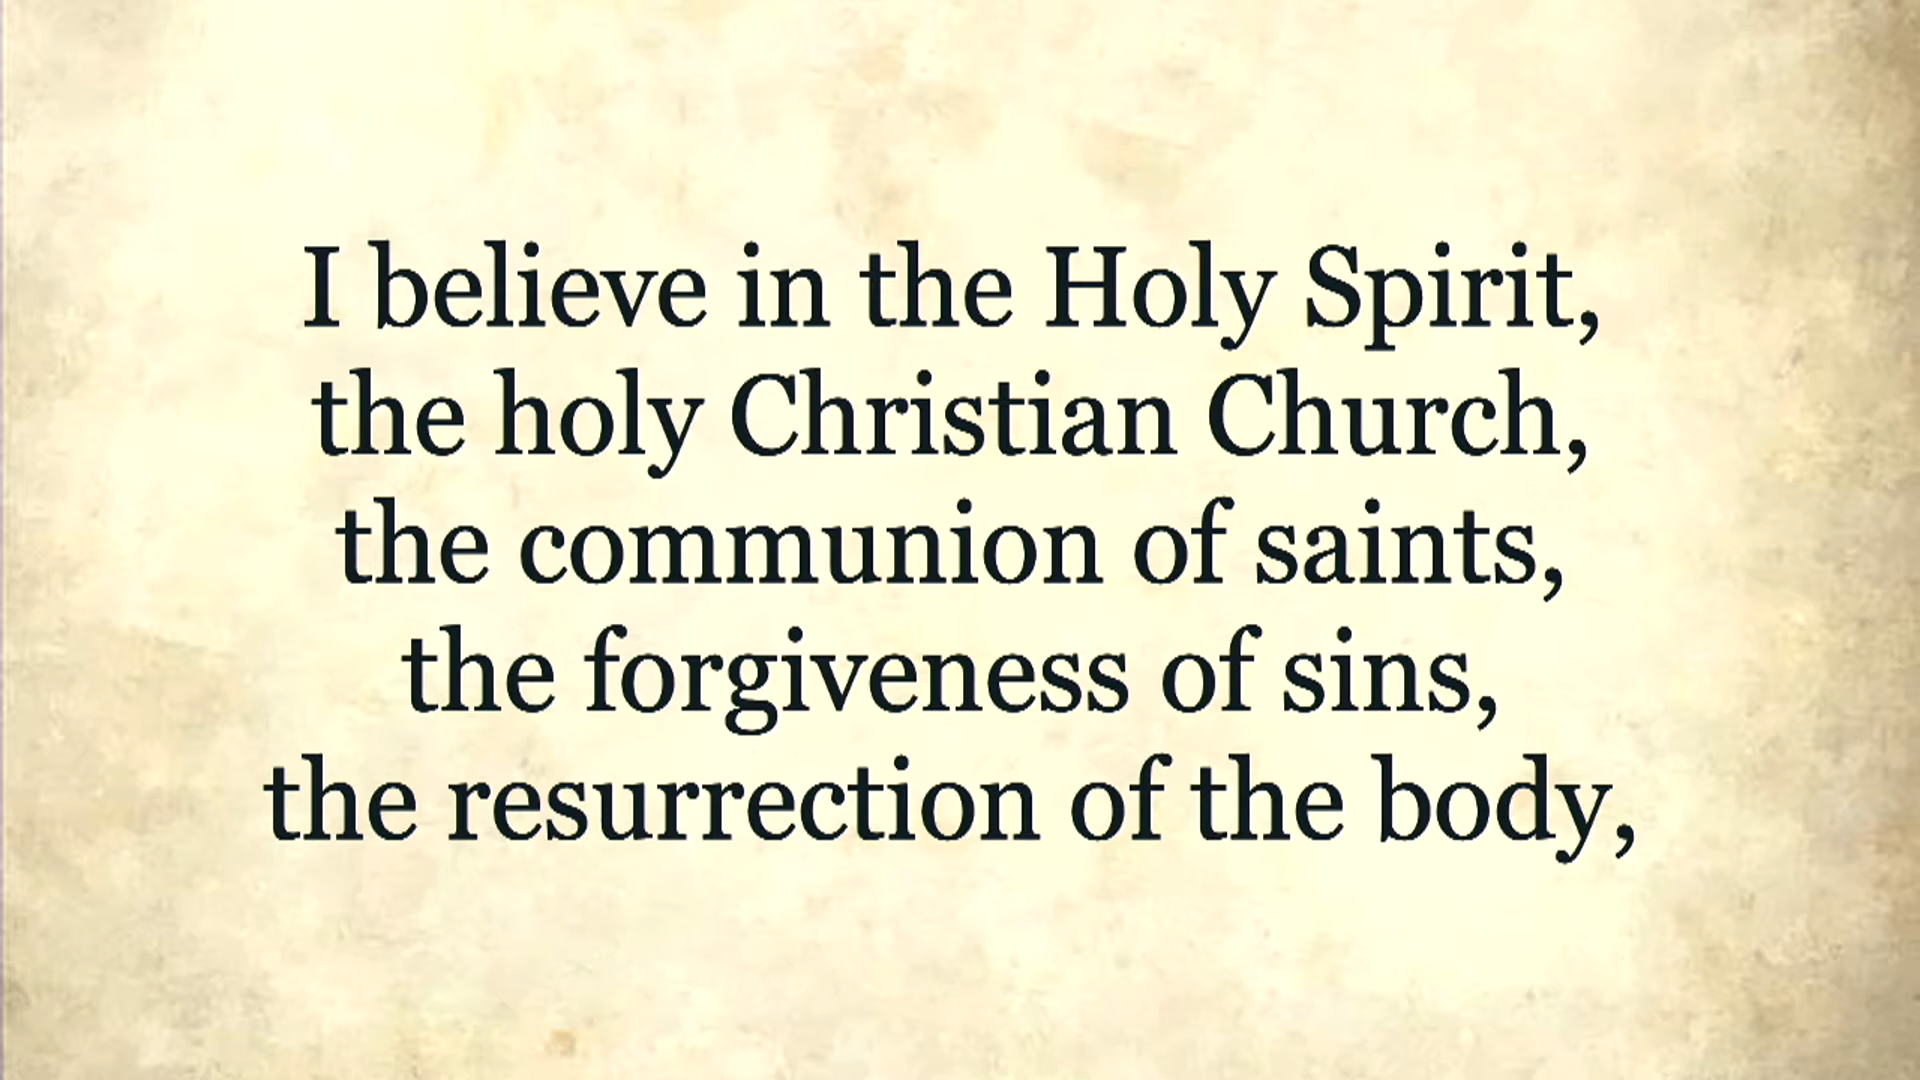 I believe in the Holy Spirit,
the holy Christian Church,
the communion of saints,
the forgiveness of sins,
the resurrection of the body,